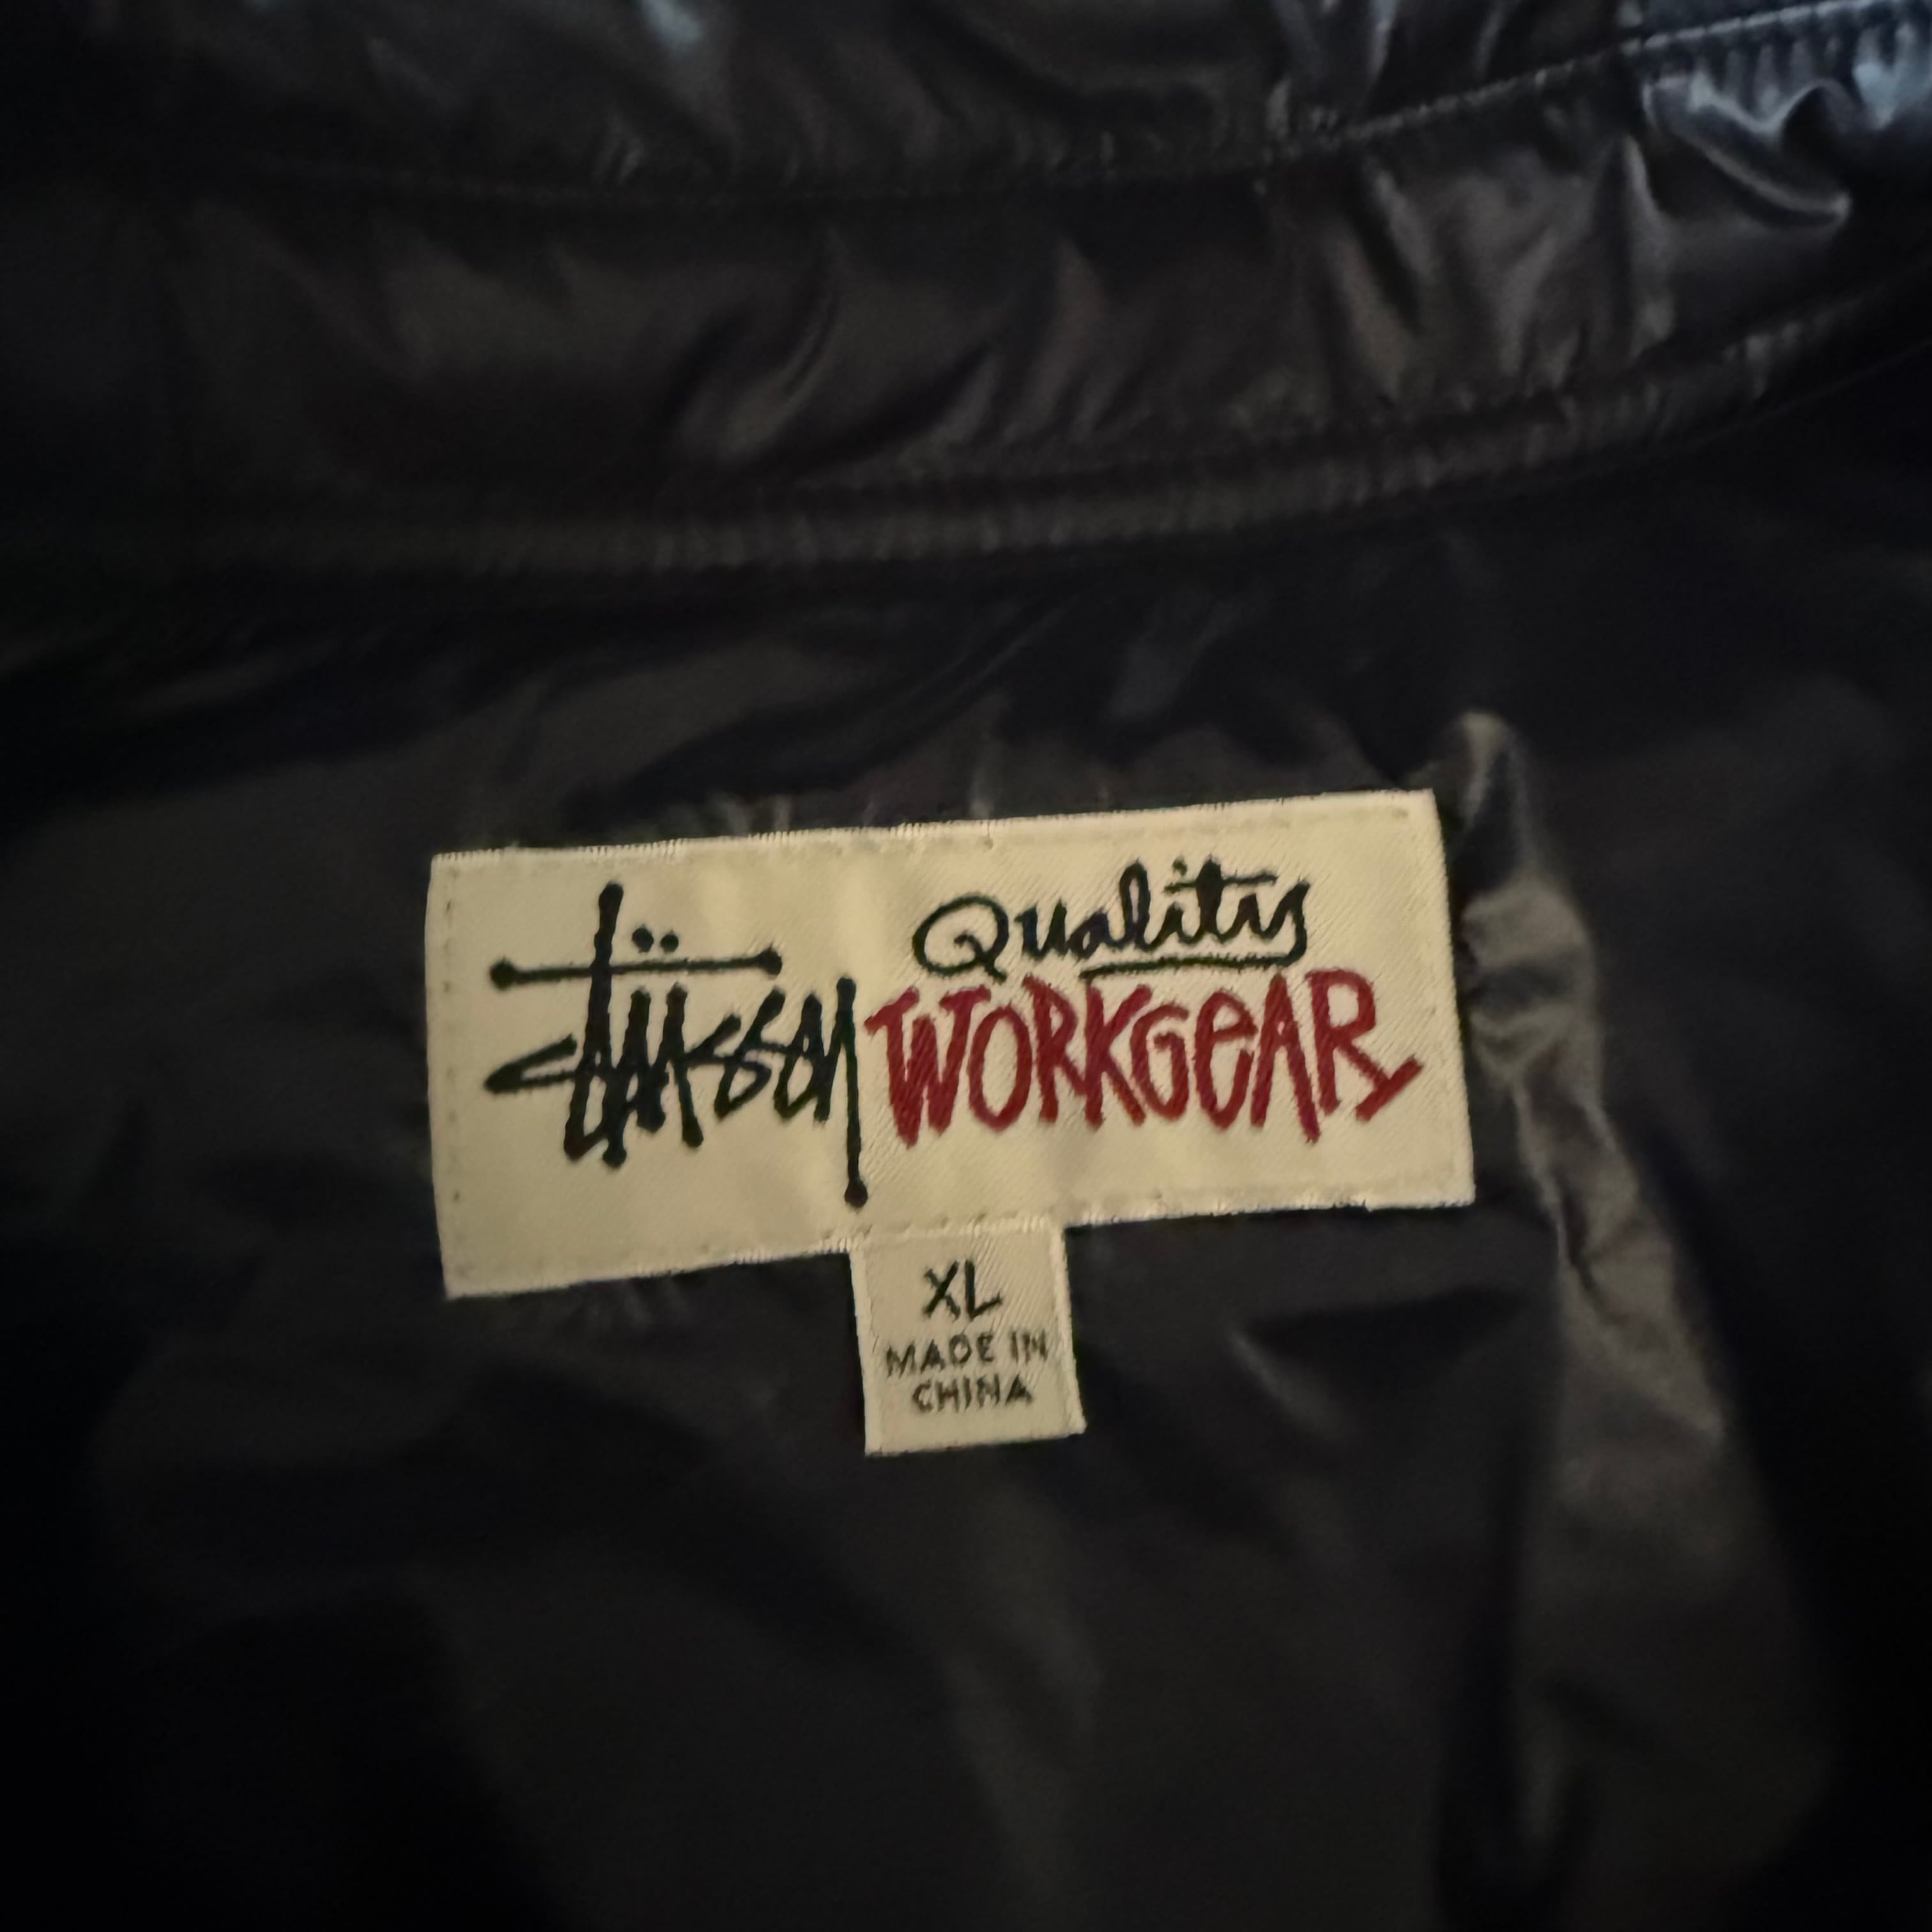 Stüssy
Quality
WORKGEAR
XL
MADE IN
CHINA